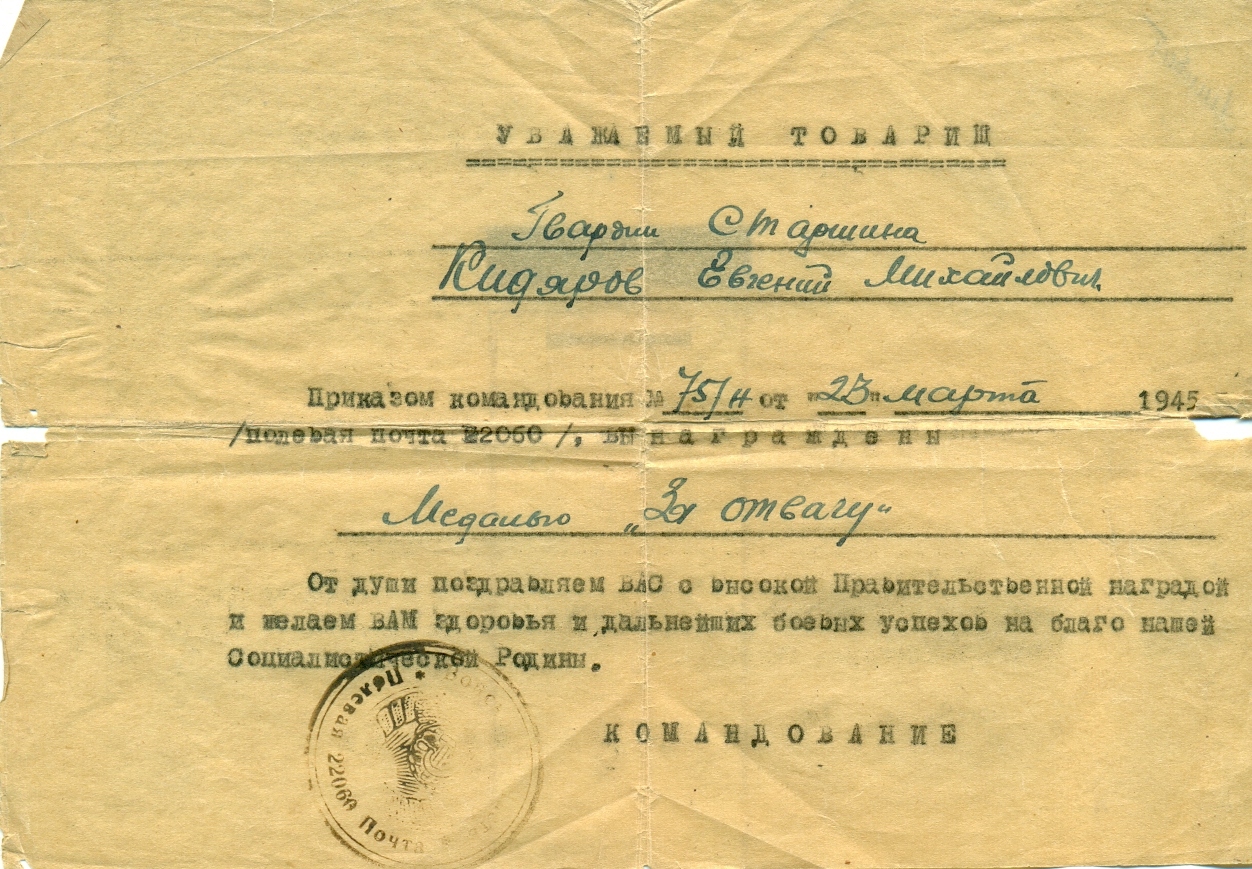 УВАЖАЕМЫЙ ТОВАРИЩ
Гвардии Старшина
Кидяров Евгений Михайлович
Приказом командования № 75/н от "23" марта 1945
/полевая почта 22060 /, вы н а г р а ж д е н ы
Медалью „За отвагу"
От души поздравляем ВАС с высокой Правительственной наградой
и желаем ВАМ здоровья и дальнейших боевых успехов на благо нашей
Социалистической Родины.
КОМАНДОВАНИЕ
Полевая 22060 Почта